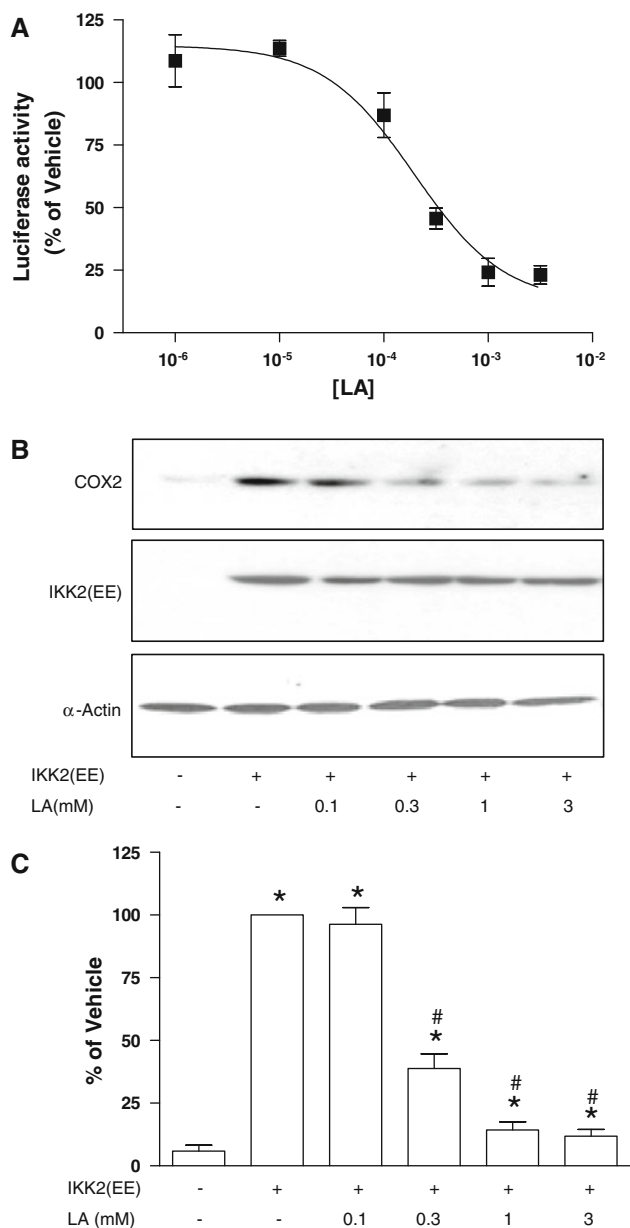 A
Luciferase activity
(% of Vehicle)
125
100
75
50
25
0
10-6
10-5
10-4
10-3
10-2
[LA]
B
COX2
IKK2(EE)
α-Actin
IKK2(EE) - + + + + +
LA(mM) - - 0.1 0.3 1 3
C
% of Vehicle
125
100
75
50
25
0
* * # # #
* * *
IKK2(EE) - + + + + +
LA (mM) - - 0.1 0.3 1 3